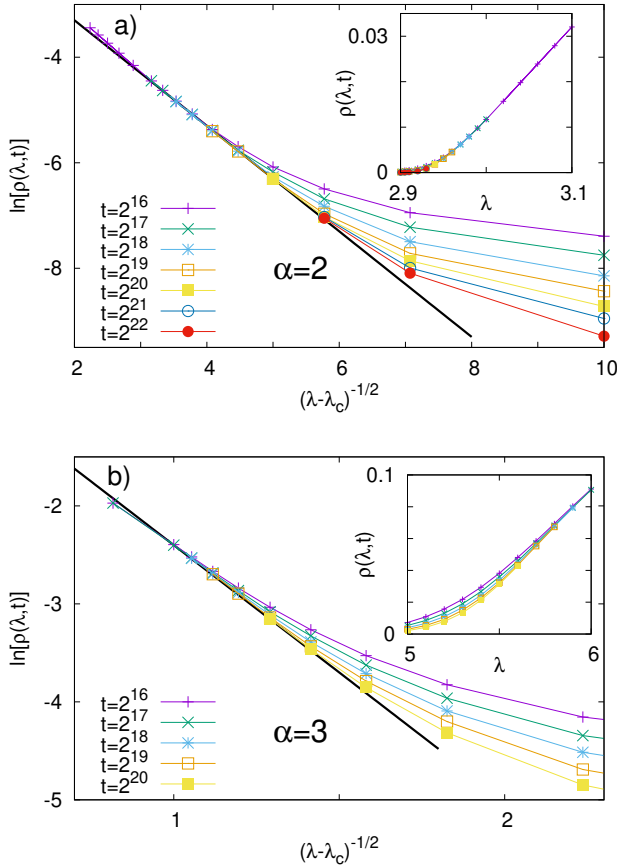 a)
ln[ρ(λ,t)]
-4
-6
-8
2 4 6 8 10
(λ-λc)^-1/2
t=2^16
t=2^17
t=2^18
t=2^19
t=2^20
t=2^21
t=2^22
α=2
ρ(λ,t)
0.03
0
2.9 λ 3.1
b)
ln[ρ(λ,t)]
-2
-3
-4
-5
1 2
(λ-λc)^-1/2
t=2^16
t=2^17
t=2^18
t=2^19
t=2^20
α=3
ρ(λ,t)
0.1
0
5 λ 6